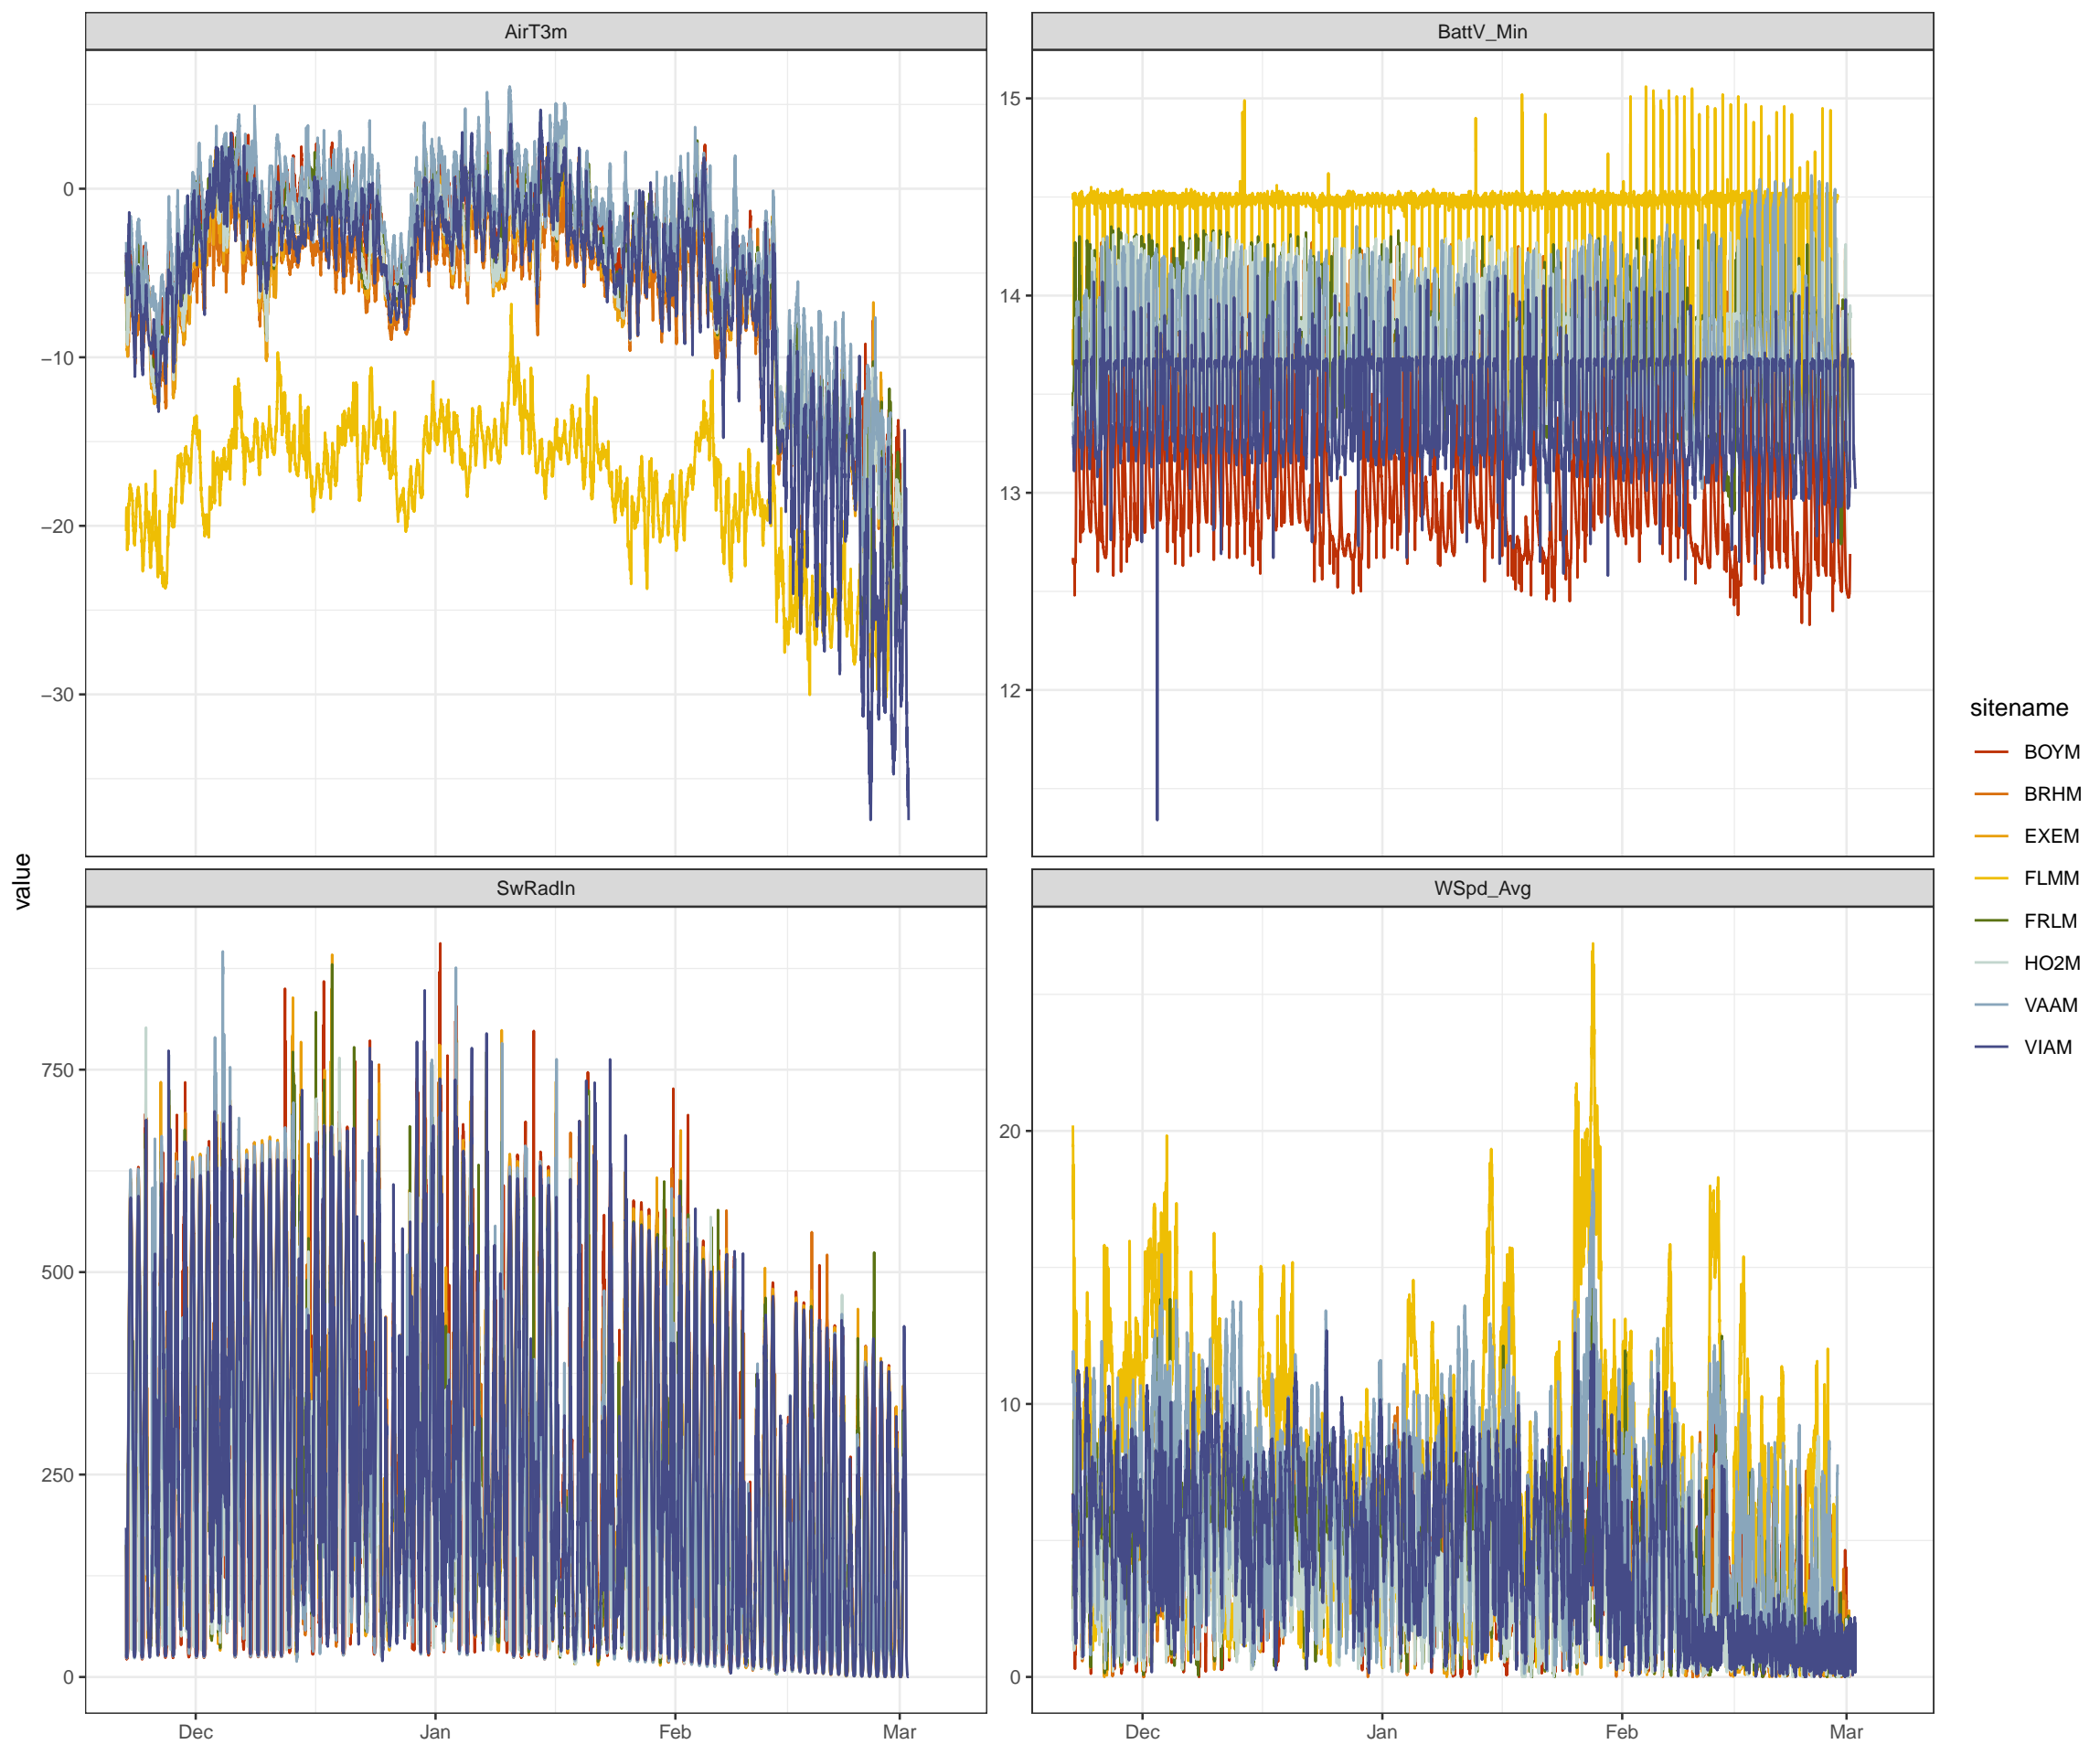 AirT3m
BattV_Min
0
−10
−20
−30
15
14
13
12
value
SwRadIn
WSpd_Avg
750
500
250
0
20
10
0
Dec
Jan
Feb
Mar
Dec
Jan
Feb
Mar
sitename
BOYM
BRHM
EXEM
FLMM
FRLM
HO2M
VAAM
VIAM